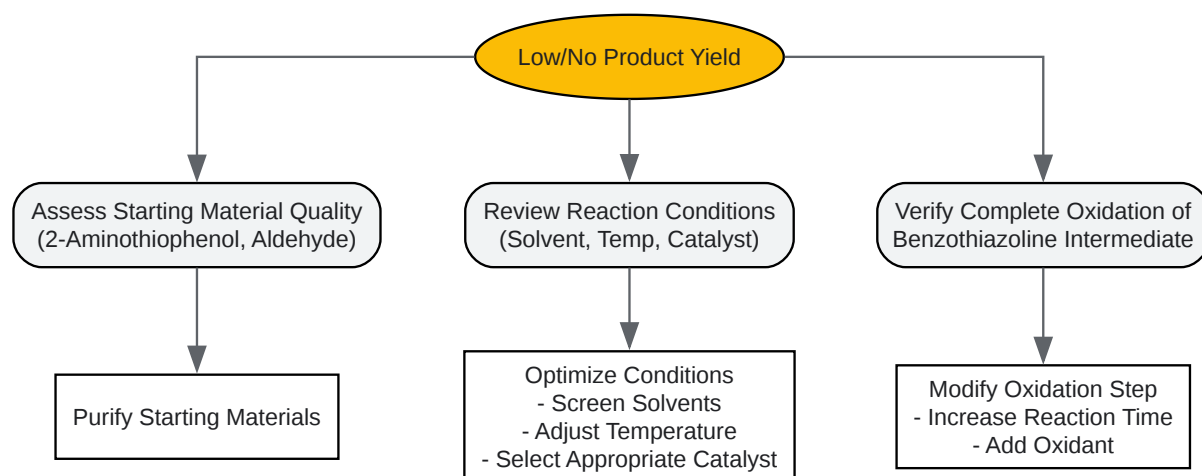 Low/No Product Yield
Assess Starting Material Quality
(2-Aminothiophenol, Aldehyde)
Review Reaction Conditions
(Solvent, Temp, Catalyst)
Verify Complete Oxidation of
Benzothiazoline Intermediate
Purify Starting Materials
Optimize Conditions
- Screen Solvents
- Adjust Temperature
- Select Appropriate Catalyst
Modify Oxidation Step
- Increase Reaction Time
- Add Oxidant